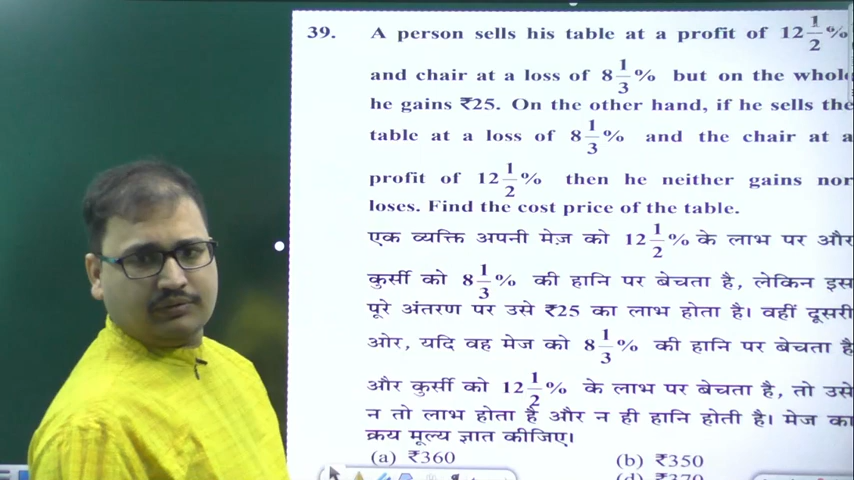 39. A person sells his table at a profit of 12 1/2 %
and chair at a loss of 8 1/3 % but on the whole
he gains ₹25. On the other hand, if he sells the
table at a loss of 8 1/3 % and the chair at a
profit of 12 1/2 % then he neither gains nor
loses. Find the cost price of the table.
एक व्यक्ति अपनी मेज़ को 12 1/2 % के लाभ पर और
कुर्सी को 8 1/3 % की हानि पर बेचता है, लेकिन इस
पूरे अंतरण पर उसे ₹25 का लाभ होता है। वहीं दूसरी
ओर, यदि वह मेज को 8 1/3 % की हानि पर बेचता है
और कुर्सी को 12 1/2 % के लाभ पर बेचता है, तो उसे
न तो लाभ होता है और न ही हानि होती है। मेज का
क्रय मूल्य ज्ञात कीजिए।
(a) ₹360 (b) ₹350
(d) ₹370